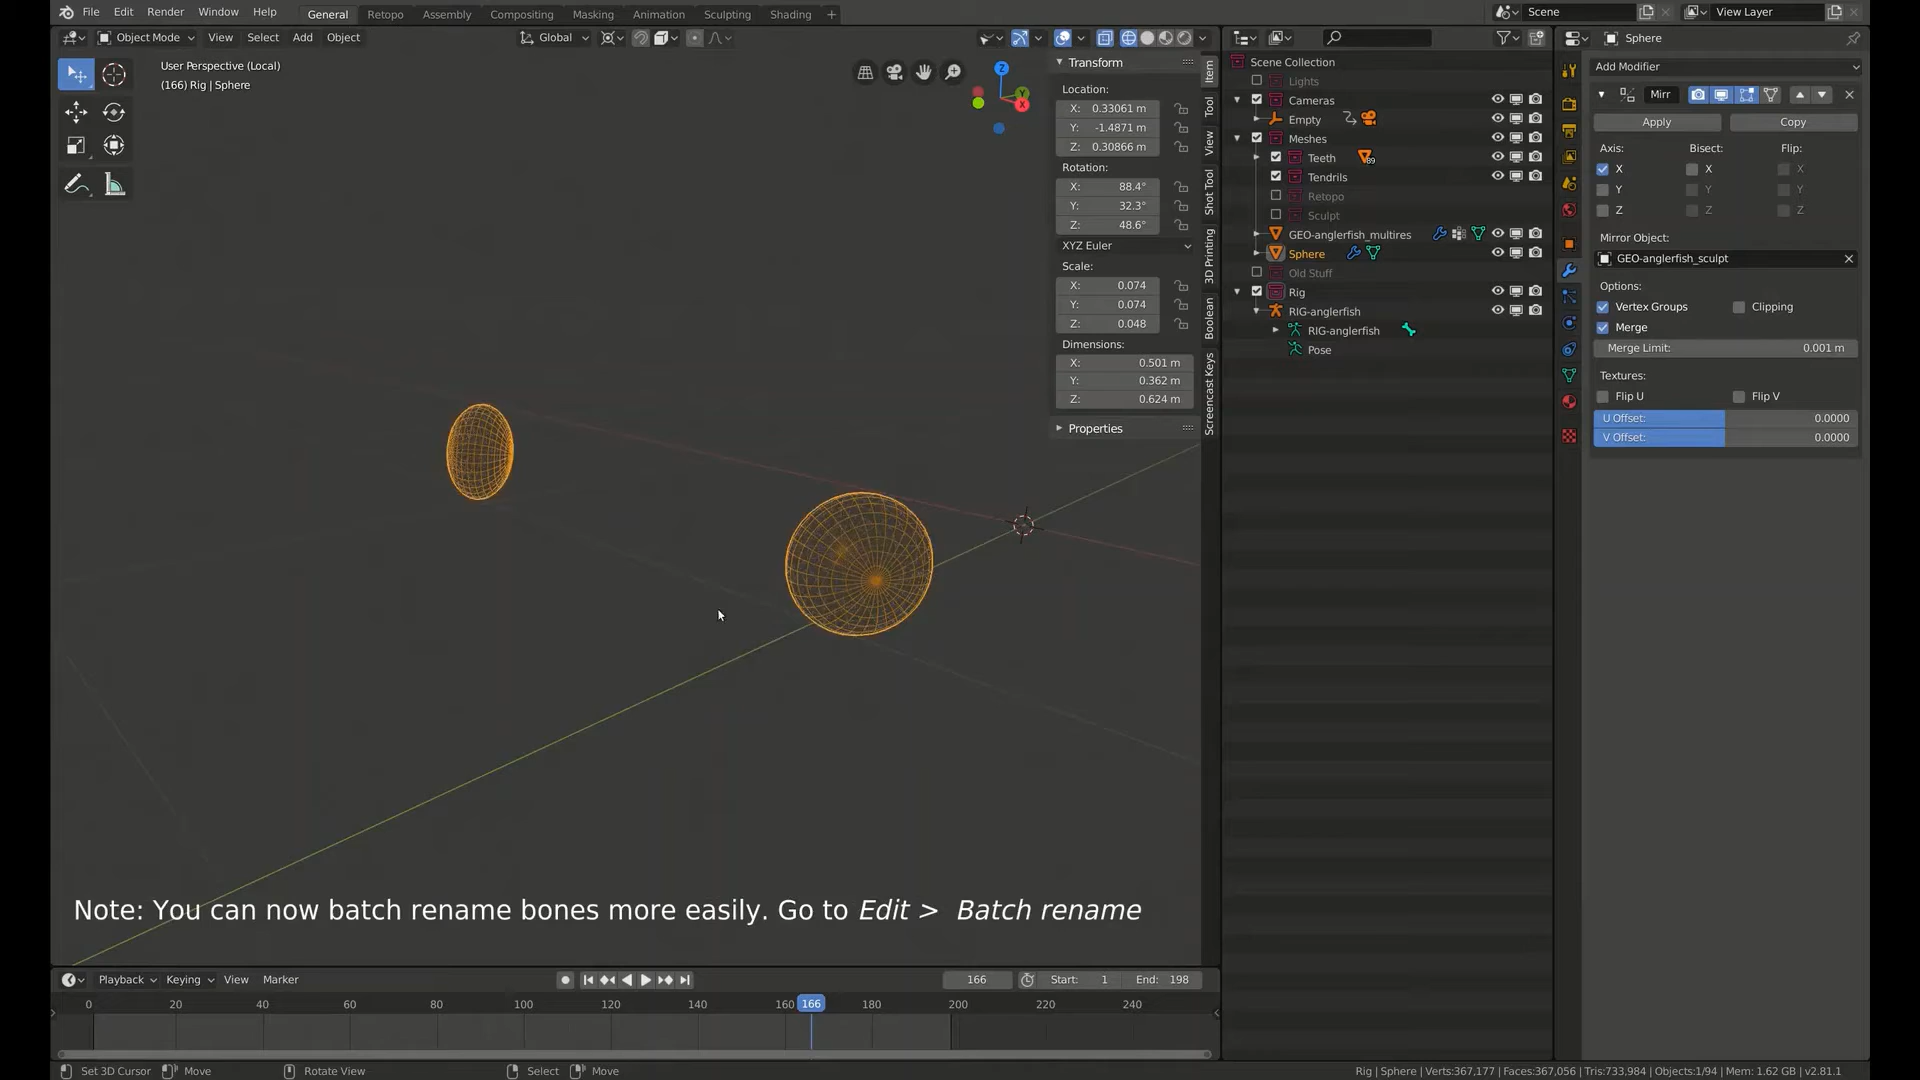 File Edit Render Window Help General Retopo Assembly Compositing Masking Animation Sculpting Shading + Scene View Layer
Object Mode View Select Add Object Global Sphere
User Perspective (Local)
(166) Rig | Sphere
Transform
Location:
X: 0.33061 m
Y: -1.4871 m
Z: 0.30866 m
Rotation:
X: 88.4°
Y: 32.3°
Z: 48.6°
XYZ Euler
Scale:
X: 0.074
Y: 0.074
Z: 0.048
Dimensions:
X: 0.501 m
Y: 0.362 m
Z: 0.624 m
Properties
Item
Tool
View
Shot Tool
3D Printing
Boolean
Screencast Keys
Z
Y
X
Scene Collection
Lights
Cameras
Empty
Meshes
Teeth 89
Tendrils
Retopo
Sculpt
GEO-anglerfish_multires
Sphere
Old Stuff
Rig
RIG-anglerfish
RIG-anglerfish
Pose
Add Modifier
Mirr
Apply Copy
Axis: Bisect: Flip:
X X X
Y Y Y
Z Z Z
Mirror Object:
GEO-anglerfish_sculpt
Options:
Vertex Groups Clipping
Merge
Merge Limit: 0.001 m
Textures:
Flip U Flip V
U Offset: 0.0000
V Offset: 0.0000
Note: You can now batch rename bones more easily. Go to Edit > Batch rename
Playback Keying View Marker 166 Start: 1 End: 198
0 20 40 60 80 100 120 140 160 166 180 200 220 240
Set 3D Cursor Move Rotate View Select Move Rig | Sphere | Verts:367,177 | Faces:367,056 | Tris:733,984 | Objects:1/94 | Mem: 1.62 GB | v2.81.1